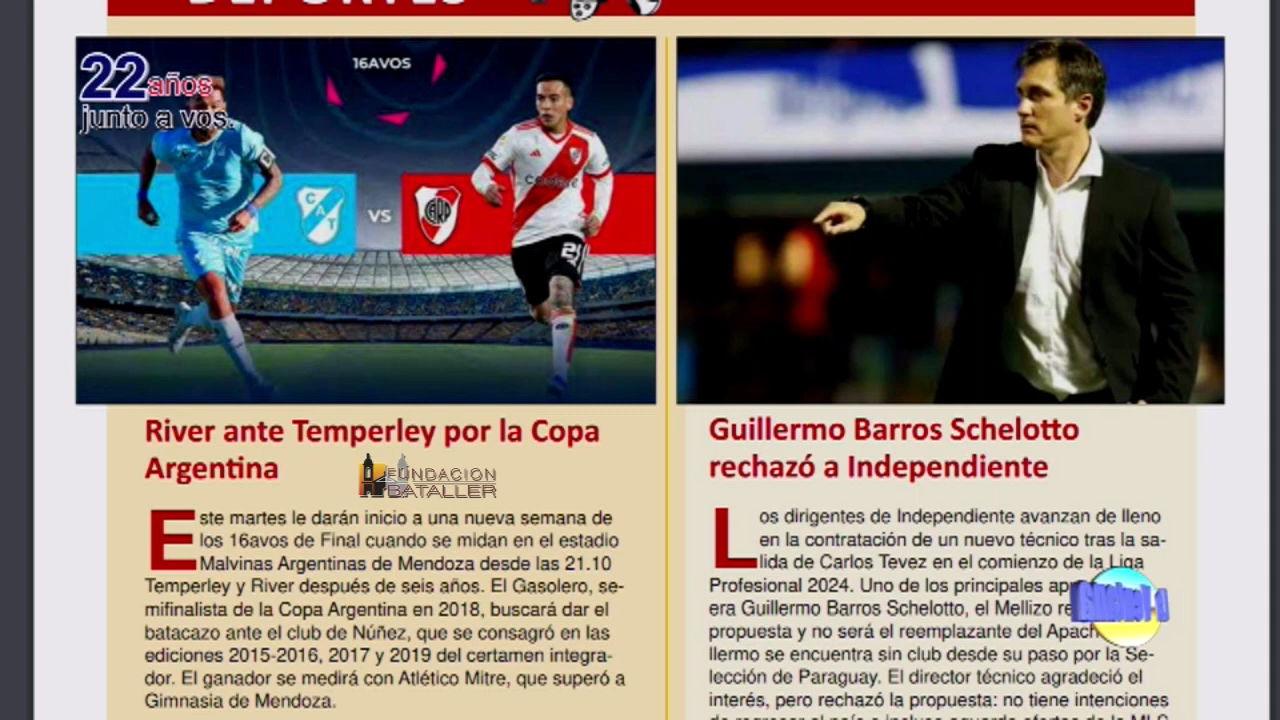 DEPORTES
22 años
junto a vos.
16AVOS
CAT
VS
CARP
River ante Temperley por la Copa
Argentina
FUNDACION
BATALLER
Este martes le darán inicio a una nueva semana de
los 16avos de Final cuando se midan en el estadio
Malvinas Argentinas de Mendoza desde las 21.10
Temperley y River después de seis años. El Gasolero, se-
mifinalista de la Copa Argentina en 2018, buscará dar el
batacazo ante el club de Núñez, que se consagró en las
ediciones 2015-2016, 2017 y 2019 del certamen integra-
dor. El ganador se medirá con Atlético Mitre, que superó a
Gimnasia de Mendoza.
Guillermo Barros Schelotto
rechazó a Independiente
Los dirigentes de Independiente avanzan de lleno
en la contratación de un nuevo técnico tras la sa-
lida de Carlos Tevez en el comienzo de la Liga
Profesional 2024. Uno de los principales
era Guillermo Barros Schelotto, el Mellizo
propuesta y no será el reemplazante del
llermo se encuentra sin club desde su paso por la Se-
lección de Paraguay. El director técnico agradeció el
interés, pero rechazó la propuesta: no tiene intenciones